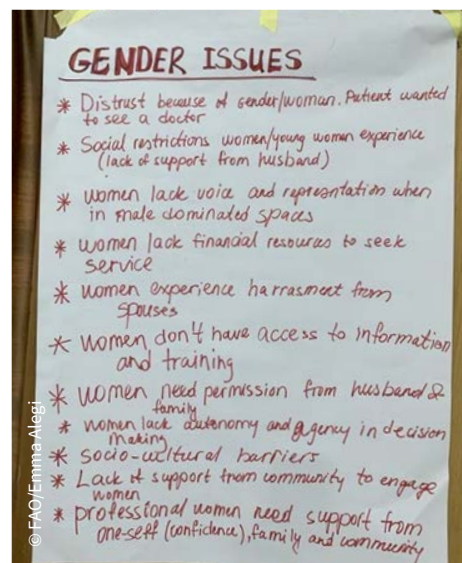 GENDER ISSUES
* Distrust because of gender/woman. Patient wanted
to see a doctor
* Social restrictions women/young women experience
(lack of support from husband)
* women lack voice and representation when
in male dominated spaces
* women lack financial resources to seek
service
* women experience harrasment from
spouses
* women don't have access to information
and training
* women need permission from husband &
family
* women lack autonomy and agency in decision
making
* socio-cultural barriers
* Lack of support from community to engage
women
* professional women need support from
one-self (confidence), family and community
© FAO/Emma Alegi